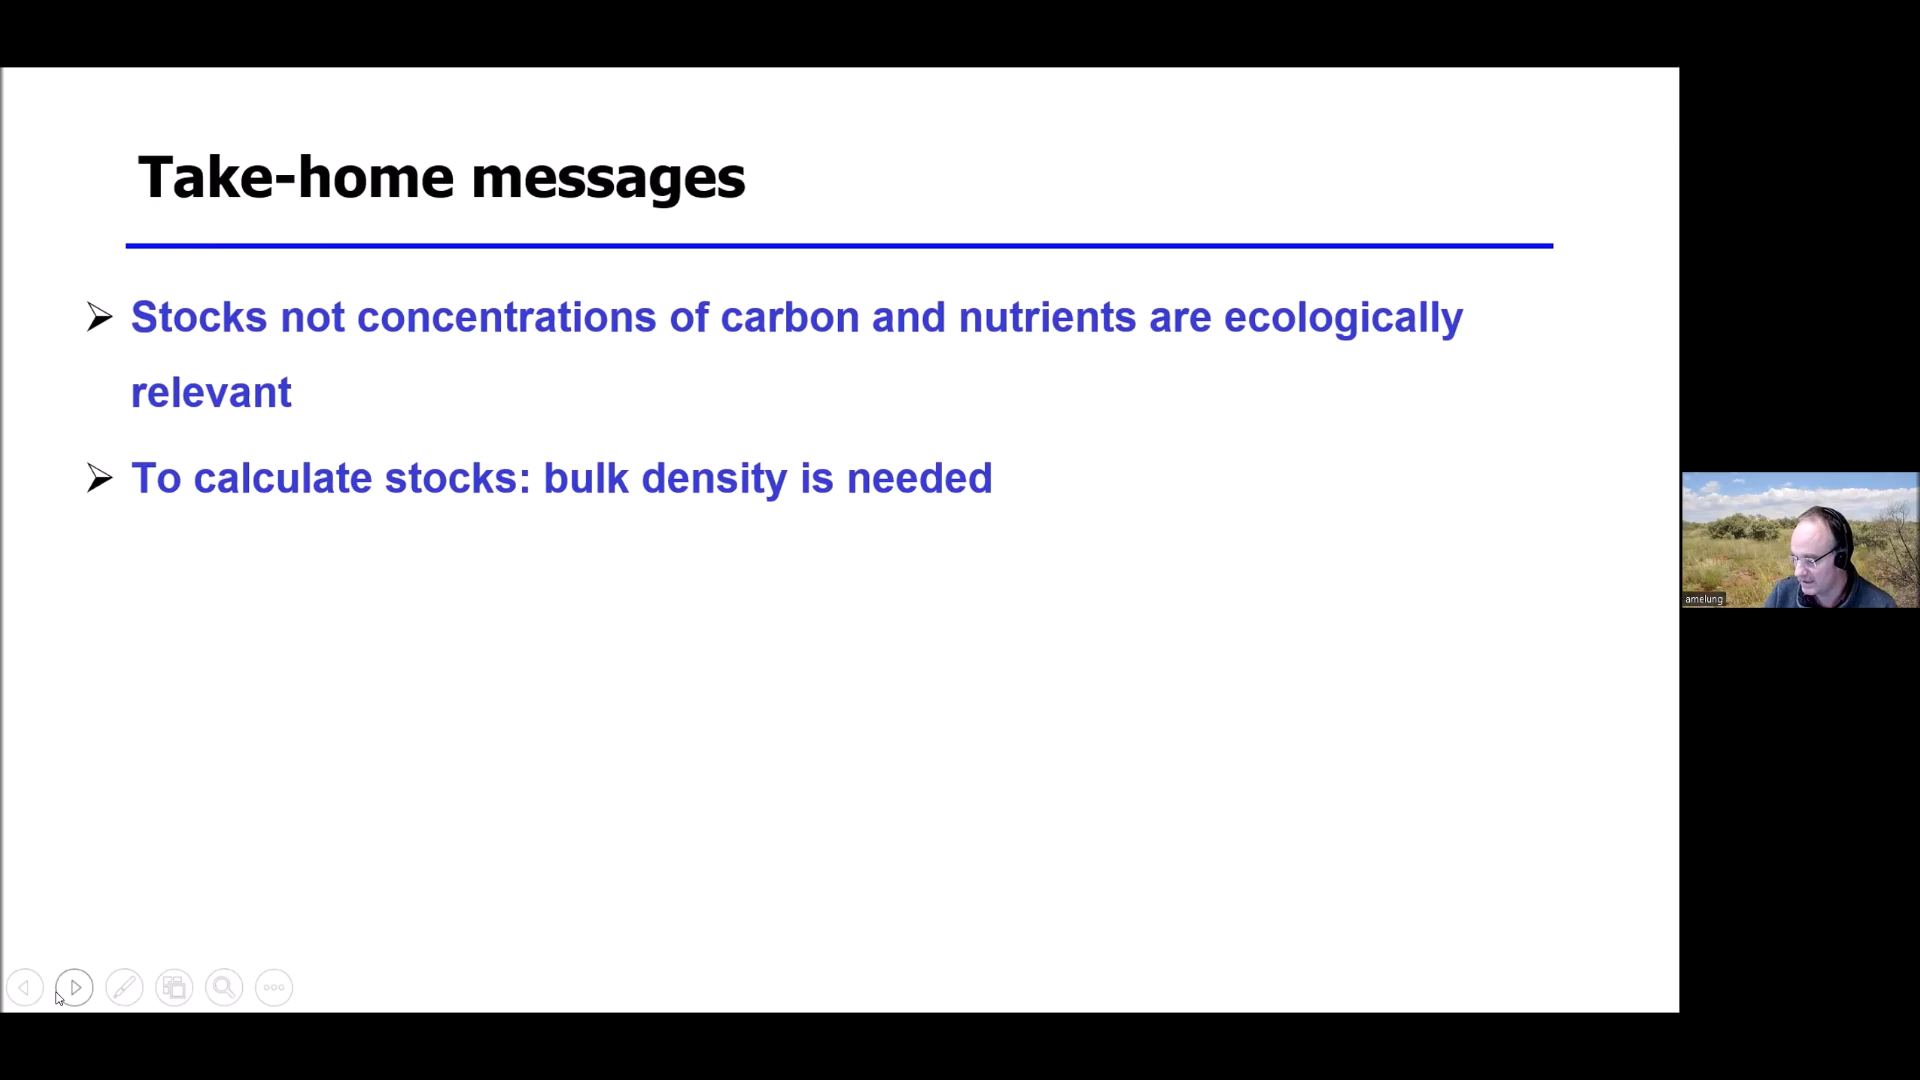 Take-home messages
Stocks not concentrations of carbon and nutrients are ecologically
relevant
To calculate stocks: bulk density is needed
amelung